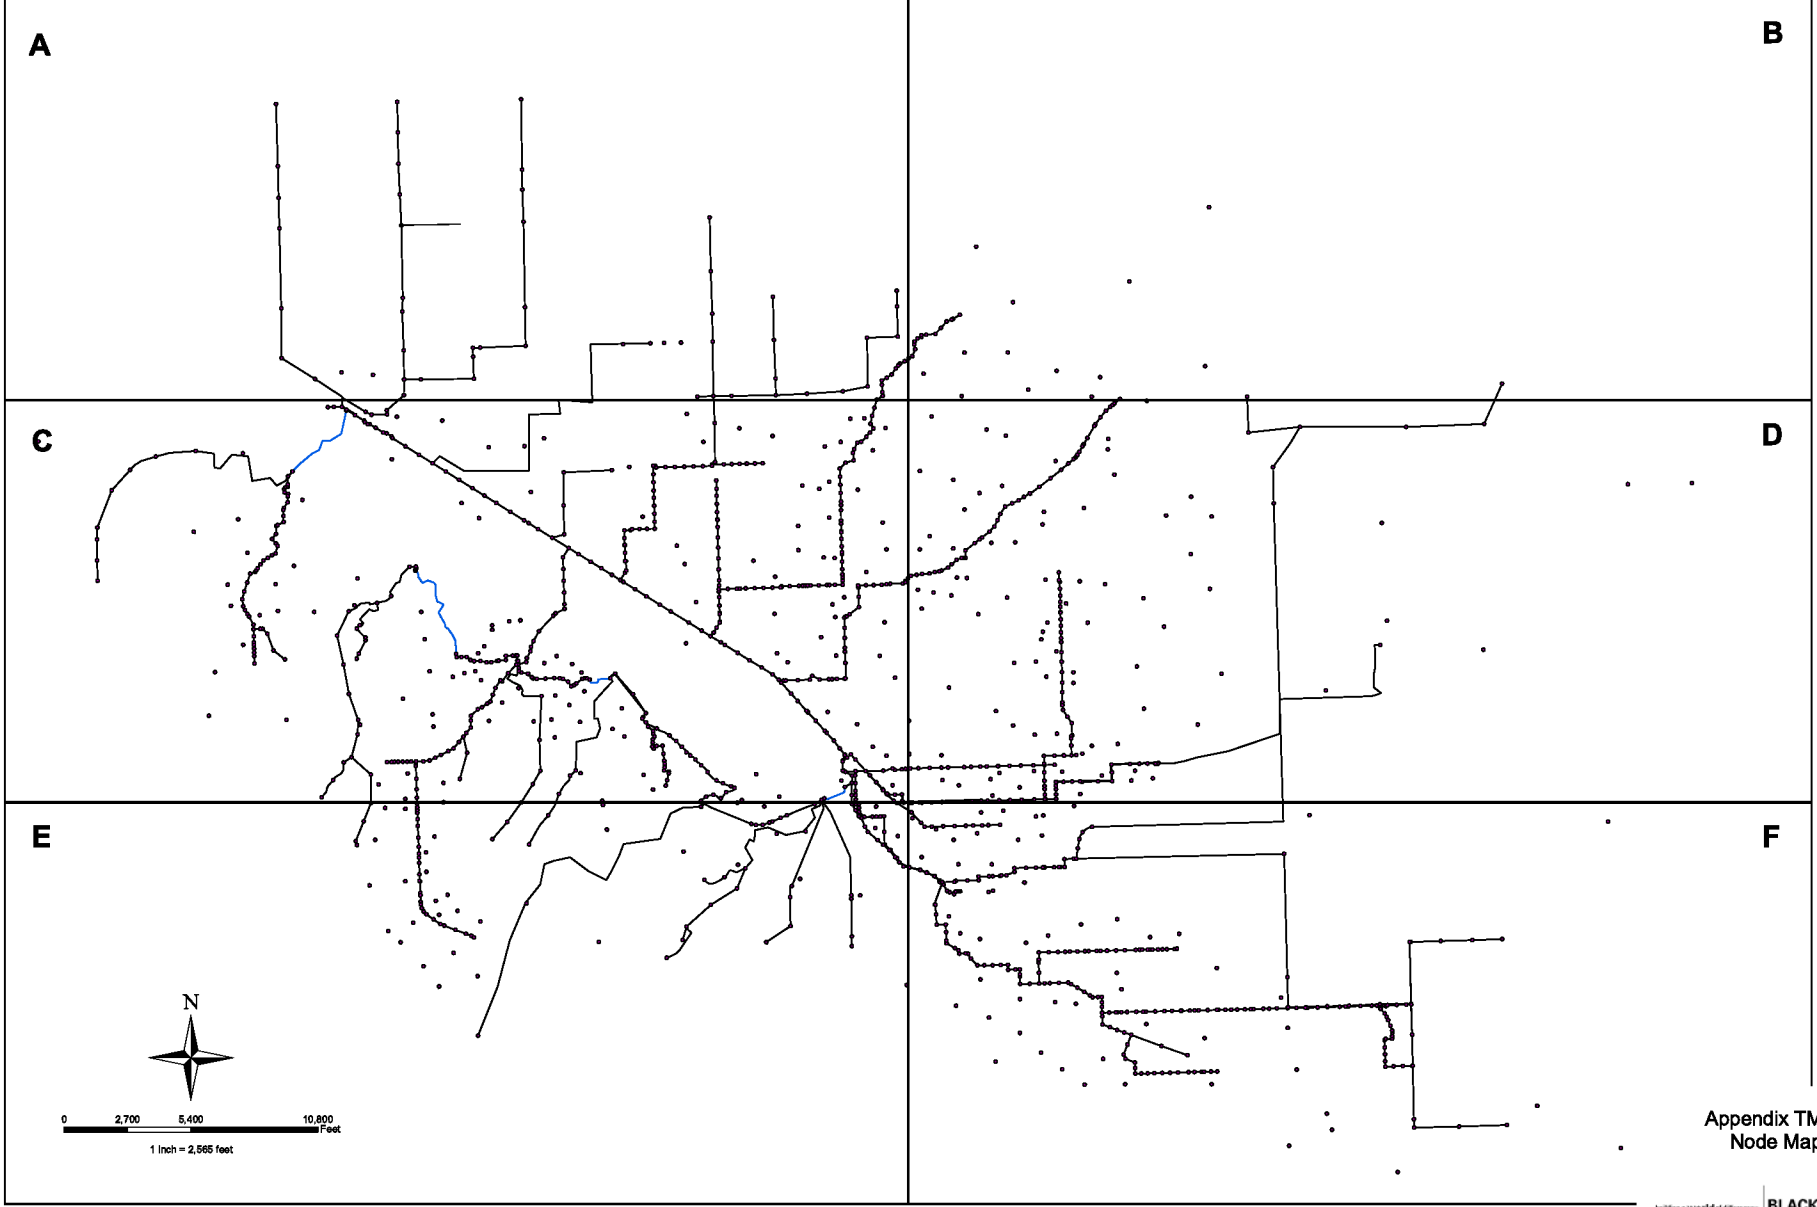 A
B
C
D
E
F
N
0 2,700 5,400 10,800
Feet
1 inch = 2,565 feet
Appendix TM
Node Map
BLACK